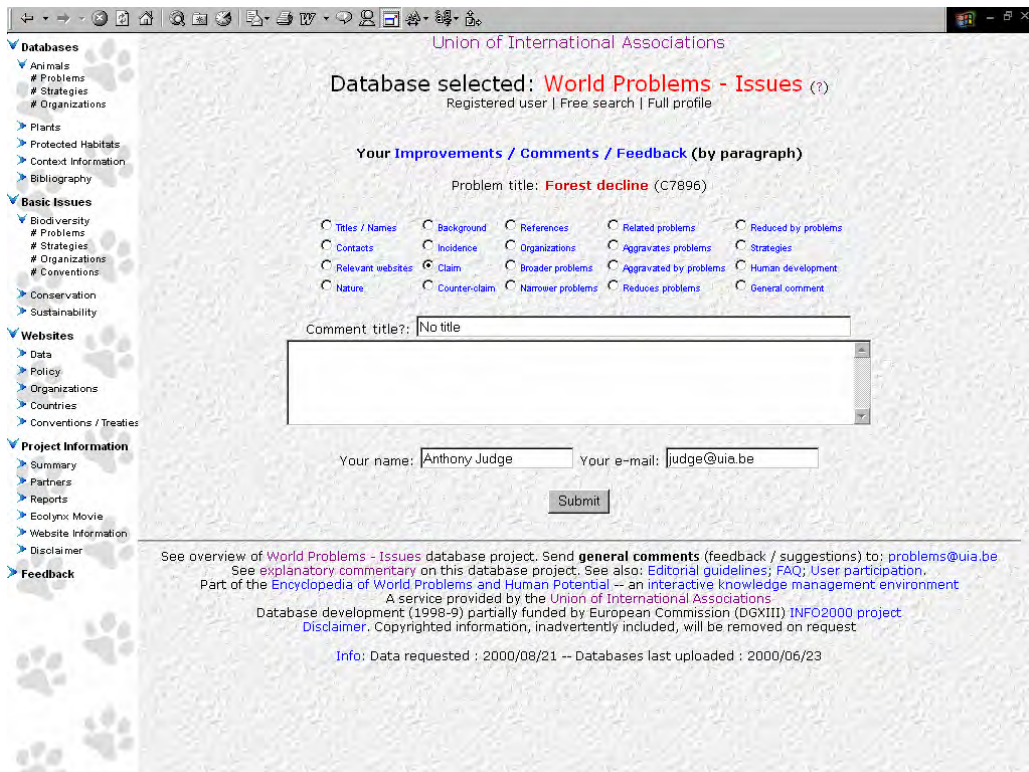 Databases
Animals
# Problems
# Strategies
# Organizations
Plants
Protected Habitats
Context Information
Bibliography
Basic Issues
Biodiversity
# Problems
# Strategies
# Organizations
# Conventions
Conservation
Sustainability
Websites
Data
Policy
Organizations
Countries
Conventions / Treaties
Project Information
Summary
Partners
Reports
Ecolynx Movie
Website Information
Disclaimer
Feedback
Union of International Associations
Database selected: World Problems - Issues (?)
Registered user | Free search | Full profile
Your Improvements / Comments / Feedback (by paragraph)
Problem title: Forest decline (C7896)
Titles / Names Background References Related problems Reduced by problems
Contacts Incidence Organizations Aggravates problems Strategies
Relevant websites Claim Broader problems Aggravated by problems Human development
Nature Counter-claim Narrower problems Reduces problems General comment
Comment title?: No title
Your name: Anthony Judge Your e-mail: judge@uia.be
Submit
See overview of World Problems - Issues database project. Send general comments (feedback / suggestions) to: problems@uia.be
See explanatory commentary on this database project. See also: Editorial guidelines; FAQ; User participation.
Part of the Encyclopedia of World Problems and Human Potential -- an interactive knowledge management environment
A service provided by the Union of International Associations
Database development (1998-9) partially funded by European Commission (DGXIII) INFO2000 project
Disclaimer. Copyrighted information, inadvertently included, will be removed on request
Info: Data requested : 2000/08/21 -- Databases last uploaded : 2000/06/23